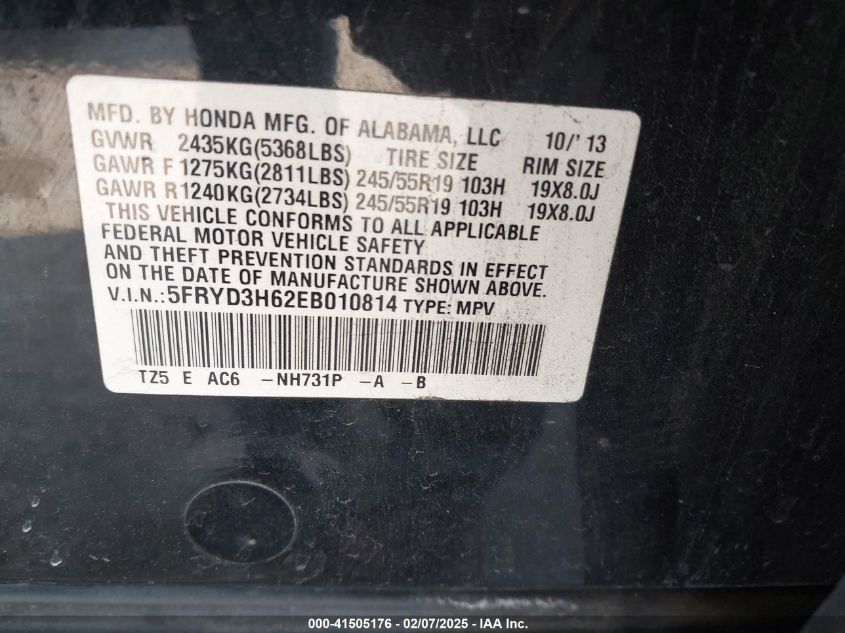 MFD. BY HONDA MFG. OF ALABAMA, LLC 10/'13
GVWR 2435KG(5368LBS) TIRE SIZE RIM SIZE
GAWR F 1275KG(2811LBS) 245/55R19 103H 19X8.0J
GAWR R 1240KG(2734LBS) 245/55R19 103H 19X8.0J
THIS VEHICLE CONFORMS TO ALL APPLICABLE
FEDERAL MOTOR VEHICLE SAFETY
AND THEFT PREVENTION STANDARDS IN EFFECT
ON THE DATE OF MANUFACTURE SHOWN ABOVE.
V.I.N.:5FRYD3H62EB010814 TYPE: MPV
TZ5 E AC6 -NH731P -A -B
000-41505176 - 02/07/2025 - IAA Inc.